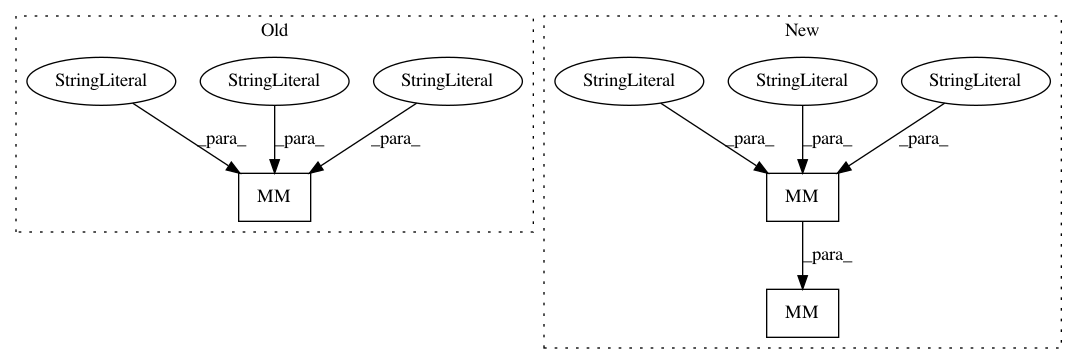 Old
New
StringLiteral StringLiteral StringLiteral
StringLiteral StringLiteral StringLiteral
_para_ _para_ _para_
_para_ _para_ _para_
MM
MM
_para_
MM